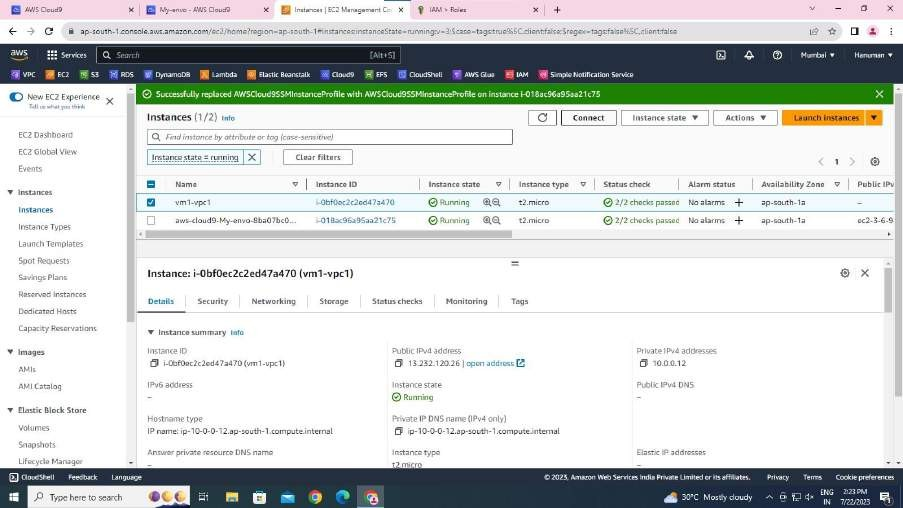 AWS Cloud9
My-envo - AWS Cloud9
Instances | EC2 Management Co
IAM > Roles
ap-south-1.console.aws.amazon.com/ec2/home?region=ap-south-1#Instances:instanceState=running;v=3;$case=tags:true%5C,client:false;$regex=tags:false%5C,client:false
aws
Services
Search
[Alt+S]
Mumbai
Hanuman
VPC
EC2
S3
RDS
DynamoDB
Lambda
Elastic Beanstalk
Cloud9
EFS
CloudShell
AWS Glue
IAM
Simple Notification Service
New EC2 Experience
Tell us what you think
EC2 Dashboard
EC2 Global View
Events
Instances
Instances
Instance Types
Launch Templates
Spot Requests
Savings Plans
Reserved Instances
Dedicated Hosts
Capacity Reservations
Images
AMIs
AMI Catalog
Elastic Block Store
Volumes
Snapshots
Lifecycle Manager
Successfully replaced AWSCloud9SSMInstanceProfile with AWSCloud9SSMInstanceProfile on instance i-018ac96a95aa21c75
Instances (1/2) Info
Connect
Instance state
Actions
Launch instances
Find instance by attribute or tag (case-sensitive)
Instance state = running
Clear filters
1
Name Instance ID Instance state Instance type Status check Alarm status Availability Zone Public IPv
vm1-vpc1 i-0bf0ec2c2ed47a470 Running t2.micro 2/2 checks passed No alarms + ap-south-1a –
aws-cloud9-My-envo-8ba07bc0... i-018ac96a95aa21c75 Running t2.micro 2/2 checks passed No alarms + ap-south-1a ec2-3-6-9
Instance: i-0bf0ec2c2ed47a470 (vm1-vpc1)
Details Security Networking Storage Status checks Monitoring Tags
Instance summary Info
Instance ID
i-0bf0ec2c2ed47a470 (vm1-vpc1)
Public IPv4 address
13.232.120.26 | open address
Private IPv4 addresses
10.0.0.12
IPv6 address
–
Instance state
Running
Public IPv4 DNS
–
Hostname type
IP name: ip-10-0-0-12.ap-south-1.compute.internal
Private IP DNS name (IPv4 only)
ip-10-0-0-12.ap-south-1.compute.internal
Answer private resource DNS name
–
Instance type
t2.micro
Elastic IP addresses
–
CloudShell
Feedback
Language
© 2023, Amazon Web Services India Private Limited or its affiliates.
Privacy
Terms
Cookie preferences
Type here to search
30°C Mostly cloudy
ENG
IN
2:23 PM
7/22/2023